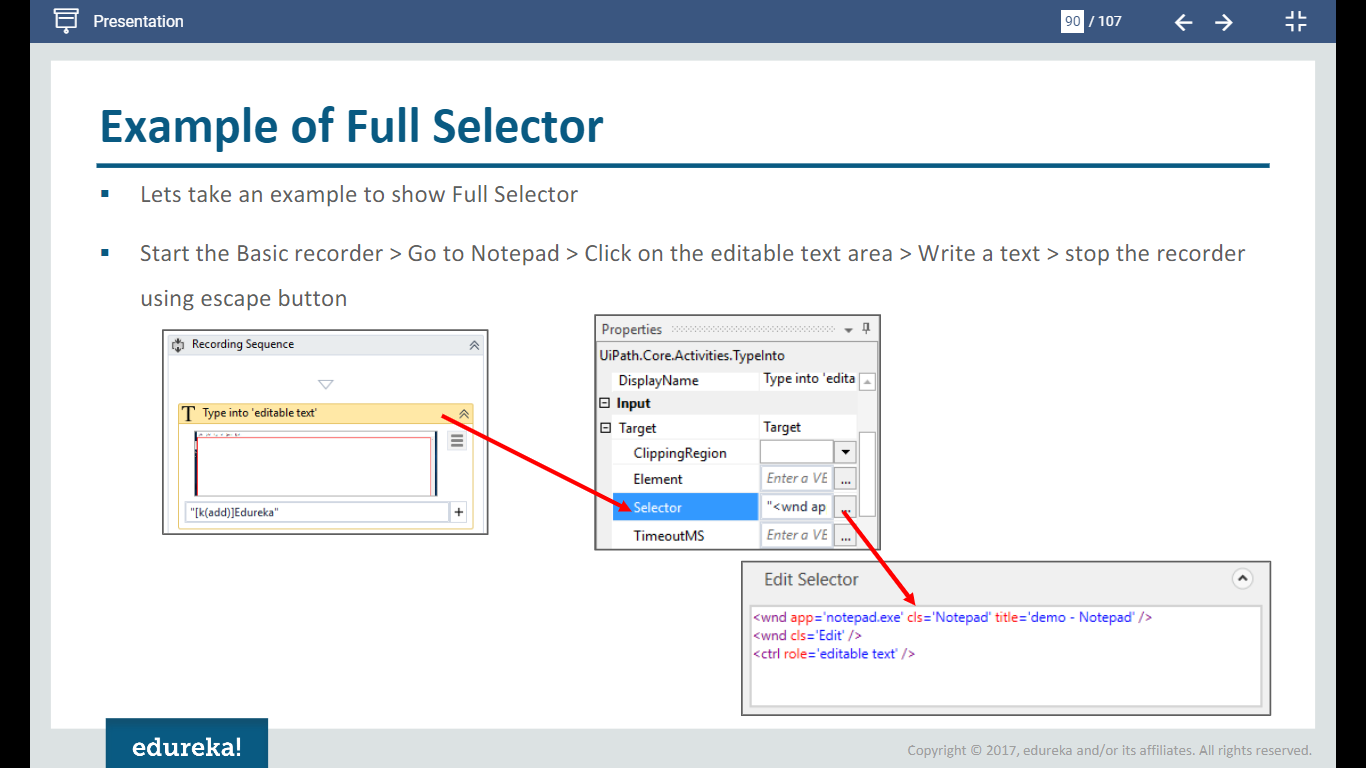 Presentation
90 / 107
Example of Full Selector
Lets take an example to show Full Selector
Start the Basic recorder > Go to Notepad > Click on the editable text area > Write a text > stop the recorder
using escape button
Recording Sequence
T Type into 'editable text'
"[k(add)]Edureka"
+
Properties
UiPath.Core.Activities.TypeInto
DisplayName Type into 'edita
Input
Target Target
ClippingRegion
Element Enter a VE ...
Selector "<wnd ap ...
TimeoutMS Enter a VE ...
Edit Selector
<wnd app='notepad.exe' cls='Notepad' title='demo - Notepad' />
<wnd cls='Edit' />
<ctrl role='editable text' />
edureka!
Copyright © 2017, edureka and/or its affiliates. All rights reserved.